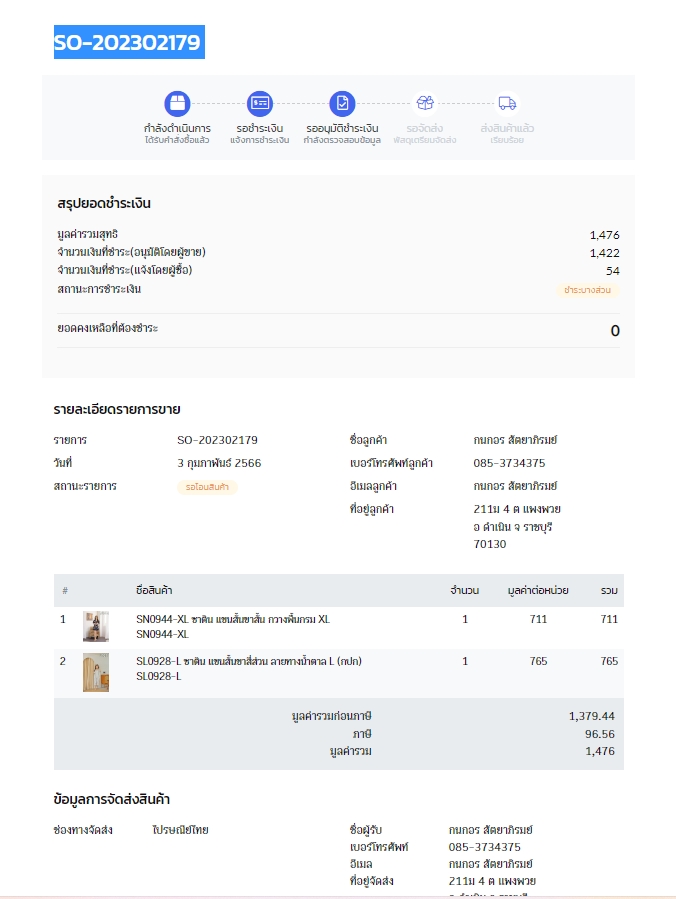 SO-202302179
กำลังดำเนินการ
ได้รับคำสั่งซื้อแล้ว
รอชำระเงิน
แจ้งการชำระเงิน
รออนุมัติชำระเงิน
กำลังตรวจสอบข้อมูล
รอจัดส่ง
พัสดุเตรียมจัดส่ง
ส่งสินค้าแล้ว
เรียบร้อย
สรุปยอดชำระเงิน
มูลค่ารวมสุทธิ 1,476
จำนวนเงินที่ชำระ(อนุมัติโดยผู้ขาย) 1,422
จำนวนเงินที่ชำระ(แจ้งโดยผู้ซื้อ) 54
สถานะการชำระเงิน ชำระบางส่วน
ยอดคงเหลือที่ต้องชำระ 0
รายละเอียดรายการขาย
รายการ SO-202302179
วันที่ 3 กุมภาพันธ์ 2566
สถานะรายการ รอโอนสินค้า
ชื่อลูกค้า กนกอร สัตยาภิรมย์
เบอร์โทรศัพท์ลูกค้า 085-3734375
อีเมลลูกค้า กนกอร สัตยาภิรมย์
ที่อยู่ลูกค้า 211ม 4 ต แพงพวย
อ ดำเนิน จ ราชบุรี
70130
# ชื่อสินค้า จำนวน มูลค่าต่อหน่วย รวม
1 SN0944-XL ซาติน แขนสั้นขาสั้น กวางพื้นกรม XL 1 711 711
SN0944-XL
2 SL0928-L ซาติน แขนสั้นขาสี่ส่วน ลายทางน้ำตาล L (กปก) 1 765 765
SL0928-L
มูลค่ารวมก่อนภาษี 1,379.44
ภาษี 96.56
มูลค่ารวม 1,476
ข้อมูลการจัดส่งสินค้า
ช่องทางจัดส่ง ไปรษณีย์ไทย
ชื่อผู้รับ กนกอร สัตยาภิรมย์
เบอร์โทรศัพท์ 085-3734375
อีเมล กนกอร สัตยาภิรมย์
ที่อยู่จัดส่ง 211ม 4 ต แพงพวย